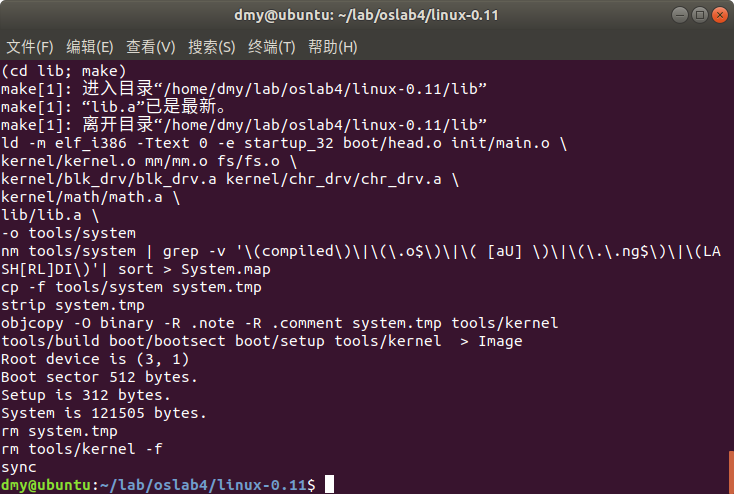 dmy@ubuntu: ~/lab/oslab4/linux-0.11
文件(F) 编辑(E) 查看(V) 搜索(S) 终端(T) 帮助(H)
(cd lib; make)
make[1]: 进入目录“/home/dmy/lab/oslab4/linux-0.11/lib”
make[1]: “lib.a”已是最新。
make[1]: 离开目录“/home/dmy/lab/oslab4/linux-0.11/lib”
ld -m elf_i386 -Ttext 0 -e startup_32 boot/head.o init/main.o \
kernel/kernel.o mm/mm.o fs/fs.o \
kernel/blk_drv/blk_drv.a kernel/chr_drv/chr_drv.a \
kernel/math/math.a \
lib/lib.a \
-o tools/system
nm tools/system | grep -v '\(compiled\)\|\(\.o$\)\|\( [aU] \)\|\(\.\.ng$\)\|\(LA
SH[RL]DI\)'| sort > System.map
cp -f tools/system system.tmp
strip system.tmp
objcopy -O binary -R .note -R .comment system.tmp tools/kernel
tools/build boot/bootsect boot/setup tools/kernel  > Image
Root device is (3, 1)
Boot sector 512 bytes.
Setup is 312 bytes.
System is 121505 bytes.
rm system.tmp
rm tools/kernel -f
sync
dmy@ubuntu:~/lab/oslab4/linux-0.11$